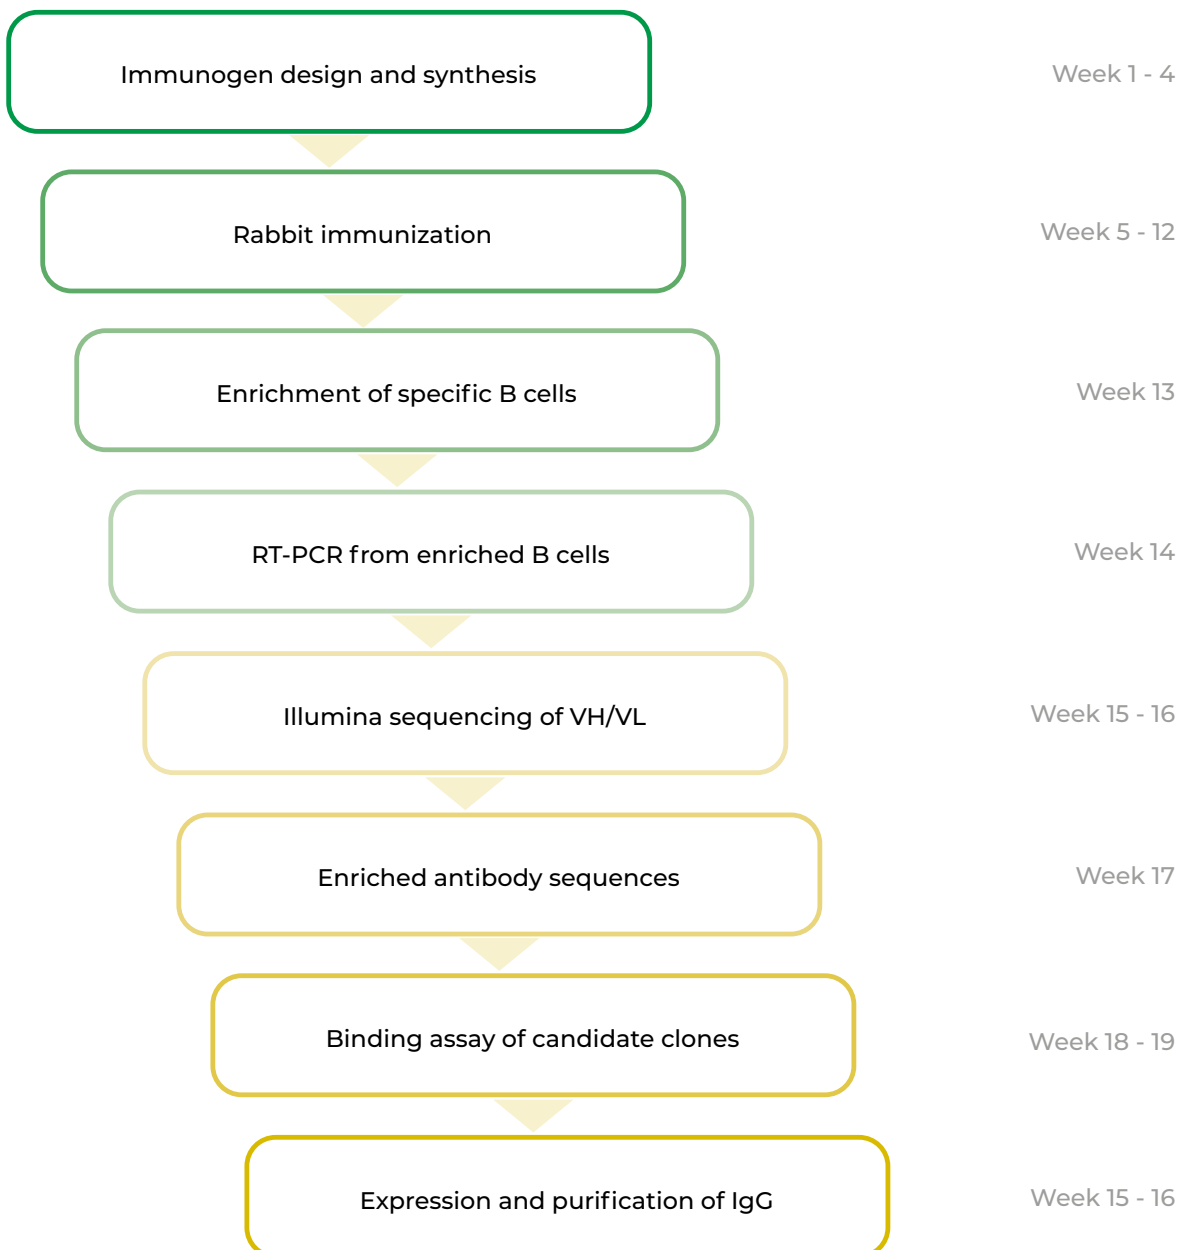 Immunogen design and synthesis
Week 1 - 4
Rabbit immunization
Week 5 - 12
Enrichment of specific B cells
Week 13
RT-PCR from enriched B cells
Week 14
Illumina sequencing of VH/VL
Week 15 - 16
Enriched antibody sequences
Week 17
Binding assay of candidate clones
Week 18 - 19
Expression and purification of IgG
Week 15 - 16